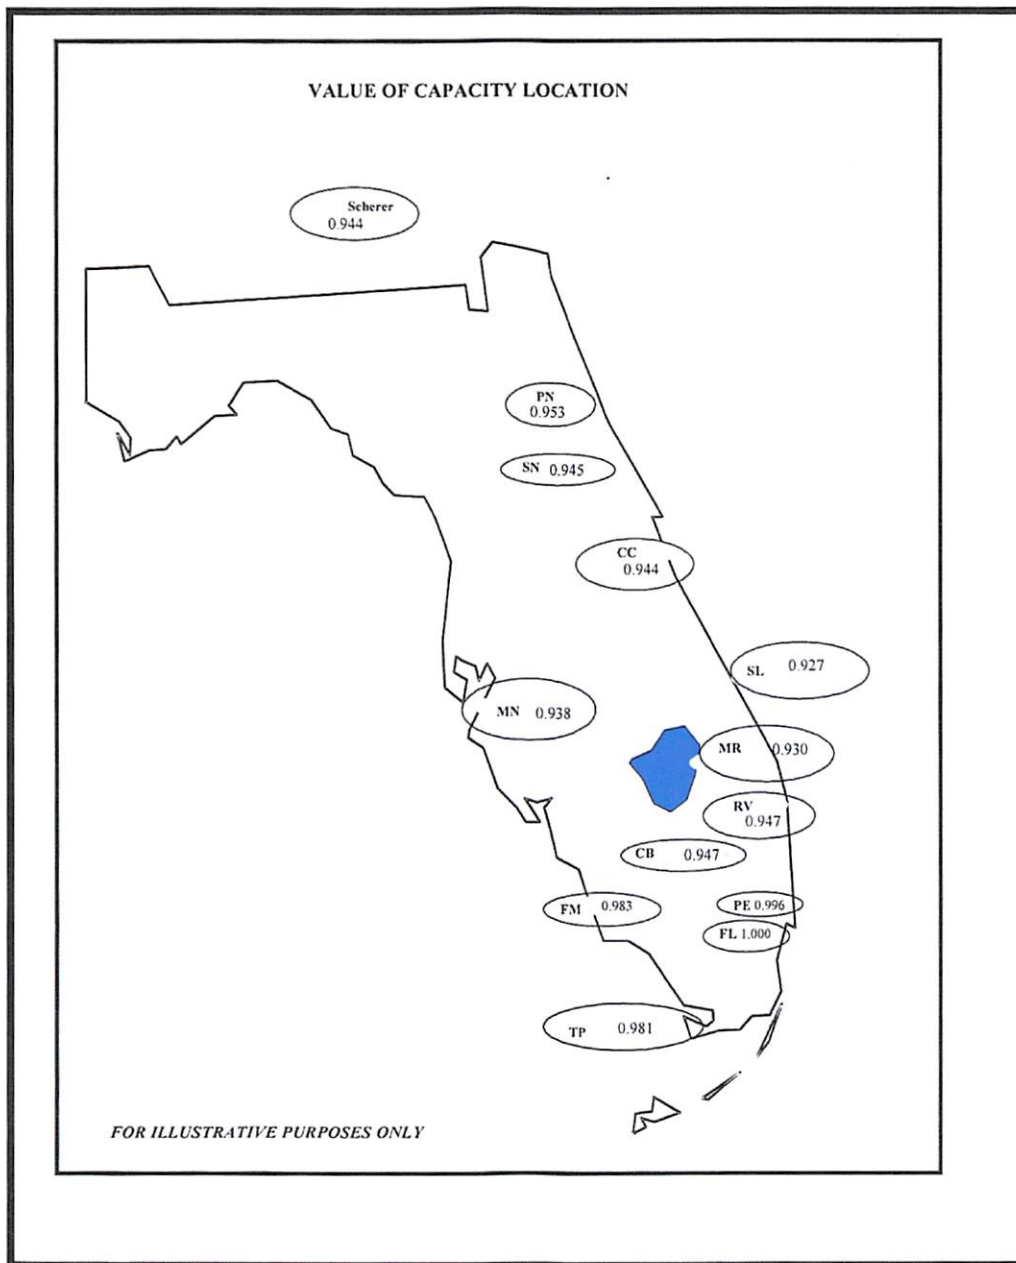 VALUE OF CAPACITY LOCATION
Scherer
0.944
PN
0.953
SN 0.945
CC
0.944
SL 0.927
MN 0.938
MR 0.930
RV
0.947
CB 0.947
FM 0.983
PE 0.996
FL 1.000
TP 0.981
FOR ILLUSTRATIVE PURPOSES ONLY